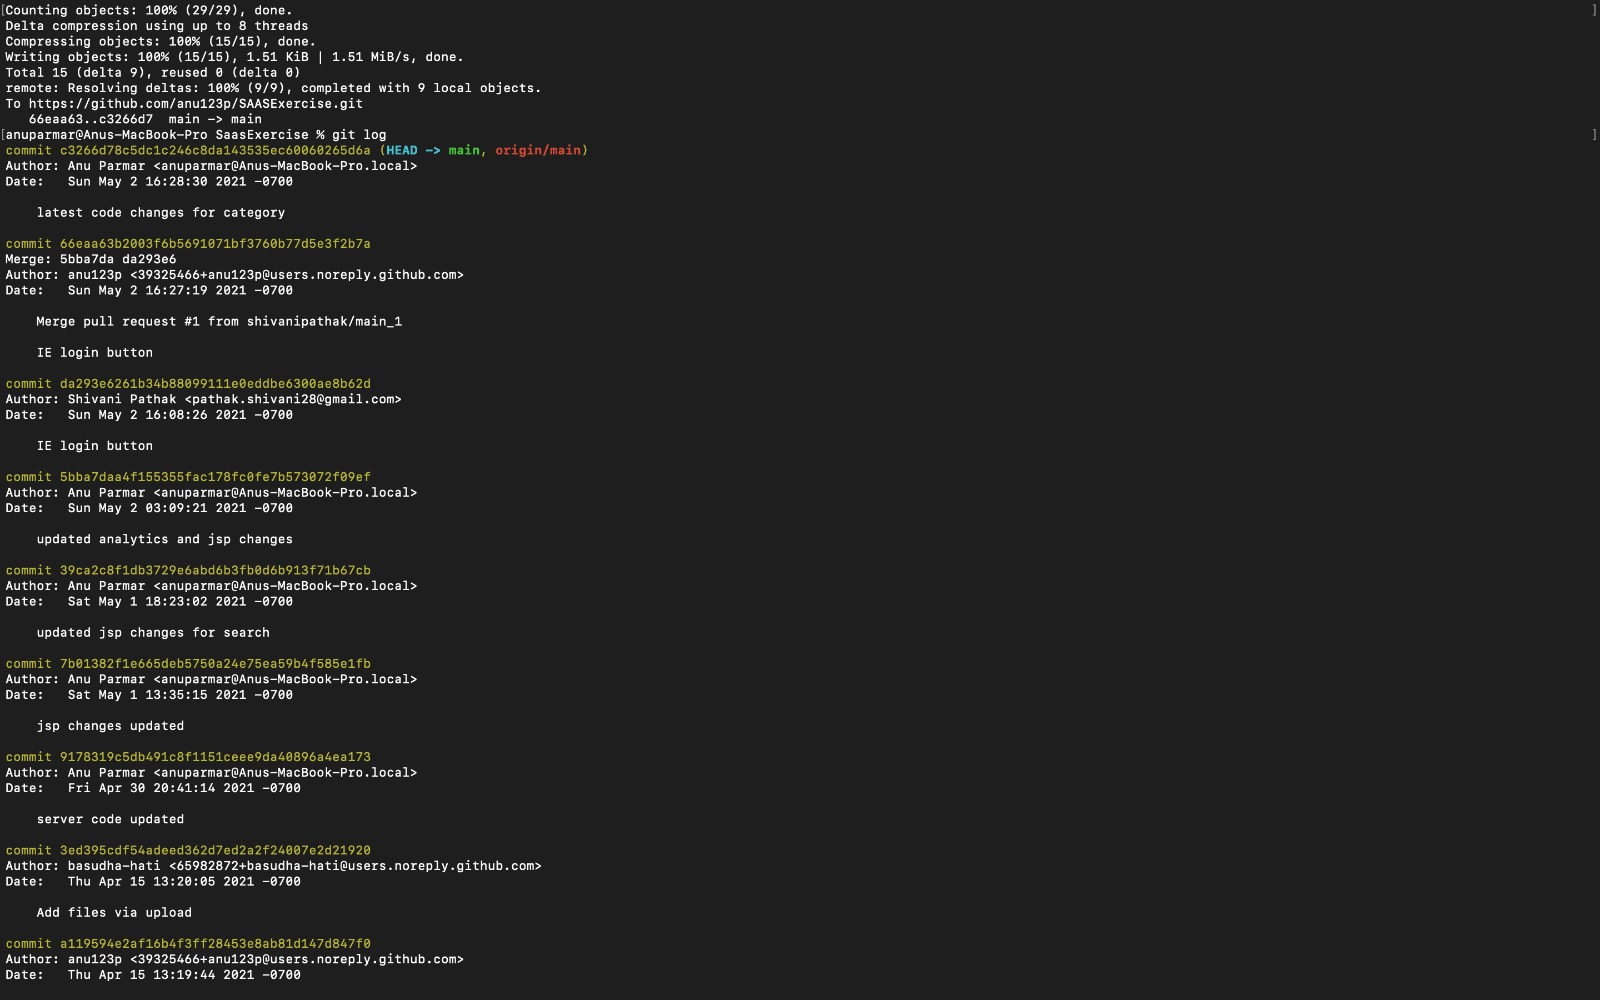 [Counting objects: 100% (29/29), done. ]
Delta compression using up to 8 threads
Compressing objects: 100% (15/15), done.
Writing objects: 100% (15/15), 1.51 KiB | 1.51 MiB/s, done.
Total 15 (delta 9), reused 0 (delta 0)
remote: Resolving deltas: 100% (9/9), completed with 9 local objects.
To https://github.com/anu123p/SAASExercise.git
   66eaa63..c3266d7  main -> main
[anuparmar@Anus-MacBook-Pro SaasExercise % git log ]
commit c3266d78c5dc1c246c8da143535ec60060265d6a (HEAD -> main, origin/main)
Author: Anu Parmar <anuparmar@Anus-MacBook-Pro.local>
Date:   Sun May 2 16:28:30 2021 -0700
    latest code changes for category
commit 66eaa63b2003f6b5691071bf3760b77d5e3f2b7a
Merge: 5bba7da da293e6
Author: anu123p <39325466+anu123p@users.noreply.github.com>
Date:   Sun May 2 16:27:19 2021 -0700
    Merge pull request #1 from shivanipathak/main_1
    IE login button
commit da293e6261b34b88099111e0eddbe6300ae8b62d
Author: Shivani Pathak <pathak.shivani28@gmail.com>
Date:   Sun May 2 16:08:26 2021 -0700
    IE login button
commit 5bba7daa4f155355fac178fc0fe7b573072f09ef
Author: Anu Parmar <anuparmar@Anus-MacBook-Pro.local>
Date:   Sun May 2 03:09:21 2021 -0700
    updated analytics and jsp changes
commit 39ca2c8f1db3729e6abd6b3fb0d6b913f71b67cb
Author: Anu Parmar <anuparmar@Anus-MacBook-Pro.local>
Date:   Sat May 1 18:23:02 2021 -0700
    updated jsp changes for search
commit 7b01382f1e665deb5750a24e75ea59b4f585e1fb
Author: Anu Parmar <anuparmar@Anus-MacBook-Pro.local>
Date:   Sat May 1 13:35:15 2021 -0700
    jsp changes updated
commit 9178319c5db491c8f1151ceee9da40896a4ea173
Author: Anu Parmar <anuparmar@Anus-MacBook-Pro.local>
Date:   Fri Apr 30 20:41:14 2021 -0700
    server code updated
commit 3ed395cdf54adeed362d7ed2a2f24007e2d21920
Author: basudha-hati <65982872+basudha-hati@users.noreply.github.com>
Date:   Thu Apr 15 13:20:05 2021 -0700
    Add files via upload
commit a119594e2af16b4f3ff28453e8ab81d147d847f0
Author: anu123p <39325466+anu123p@users.noreply.github.com>
Date:   Thu Apr 15 13:19:44 2021 -0700